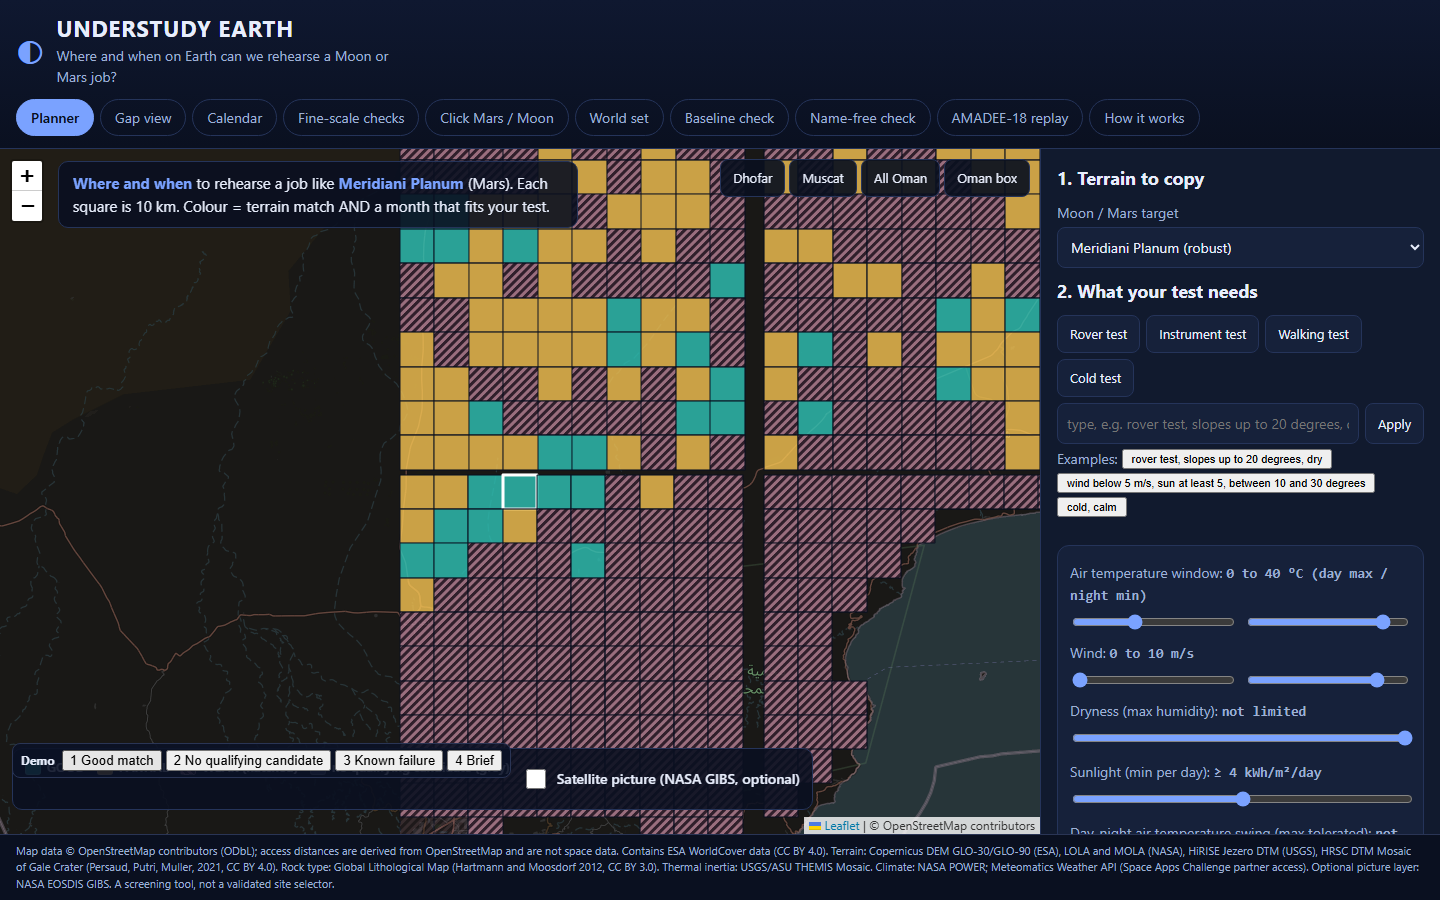 UNDERSTUDY EARTH
Where and when on Earth can we rehearse a Moon or
Mars job?
Planner
Gap view
Calendar
Fine-scale checks
Click Mars / Moon
World set
Baseline check
Name-free check
AMADEE-18 replay
How it works
+
−
Where and when to rehearse a job like Meridiani Planum (Mars). Each
square is 10 km. Colour = terrain match AND a month that fits your test.
Dhofar
Muscat
All Oman
Oman box
Demo
1 Good match
2 No qualifying candidate
3 Known failure
4 Brief
Satellite picture (NASA GIBS, optional)
Leaflet | © OpenStreetMap contributors
1. Terrain to copy
Moon / Mars target
Meridiani Planum (robust)
2. What your test needs
Rover test
Instrument test
Walking test
Cold test
type, e.g. rover test, slopes up to 20 degrees,
Apply
Examples:
rover test, slopes up to 20 degrees, dry
wind below 5 m/s, sun at least 5, between 10 and 30 degrees
cold, calm
Air temperature window: 0 to 40 °C (day max /
night min)
Wind: 0 to 10 m/s
Dryness (max humidity): not limited
Sunlight (min per day): ≥ 4 kWh/m²/day
Day-night air temperature swing (max tolerated): not
Map data © OpenStreetMap contributors (ODbL); access distances are derived from OpenStreetMap and are not space data. Contains ESA WorldCover data (CC BY 4.0). Terrain: Copernicus DEM GLO-30/GLO-90 (ESA), LOLA and MOLA (NASA), HiRISE Jezero DTM (USGS), HRSC DTM Mosaic
of Gale Crater (Persaud, Putri, Muller, 2021, CC BY 4.0). Rock type: Global Lithological Map (Hartmann and Moosdorf 2012, CC BY 3.0). Thermal inertia: USGS/ASU THEMIS Mosaic. Climate: NASA POWER; Meteomatics Weather API (Space Apps Challenge partner access). Optional picture layer:
NASA EOSDIS GIBS. A screening tool, not a validated site selector.